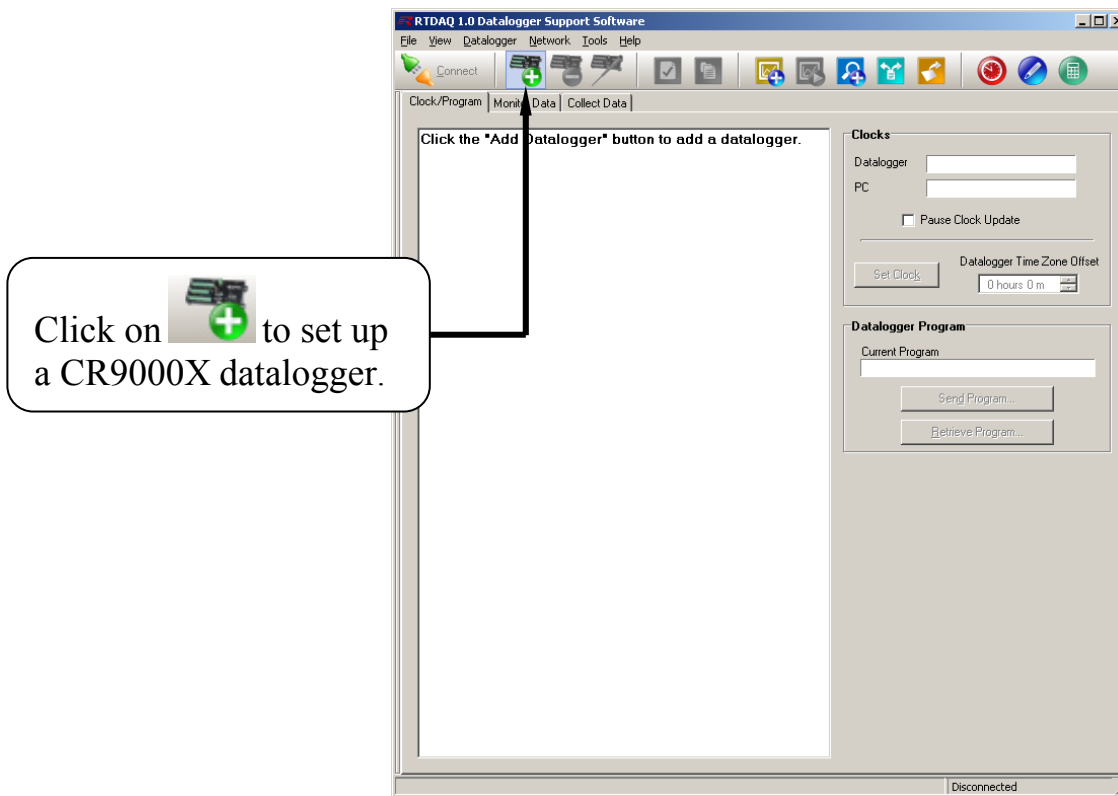 RTDAQ 1.0 Datalogger Support Software
File View Datalogger Network Tools Help
Connect
Clock/Program Monitor Data Collect Data
Click the "Add Datalogger" button to add a datalogger.
Clocks
Datalogger
PC
Pause Clock Update
Set Clock
Datalogger Time Zone Offset
0 hours 0 m
Datalogger Program
Current Program
Send Program...
Retrieve Program...
Click on to set up
a CR9000X datalogger.
Disconnected